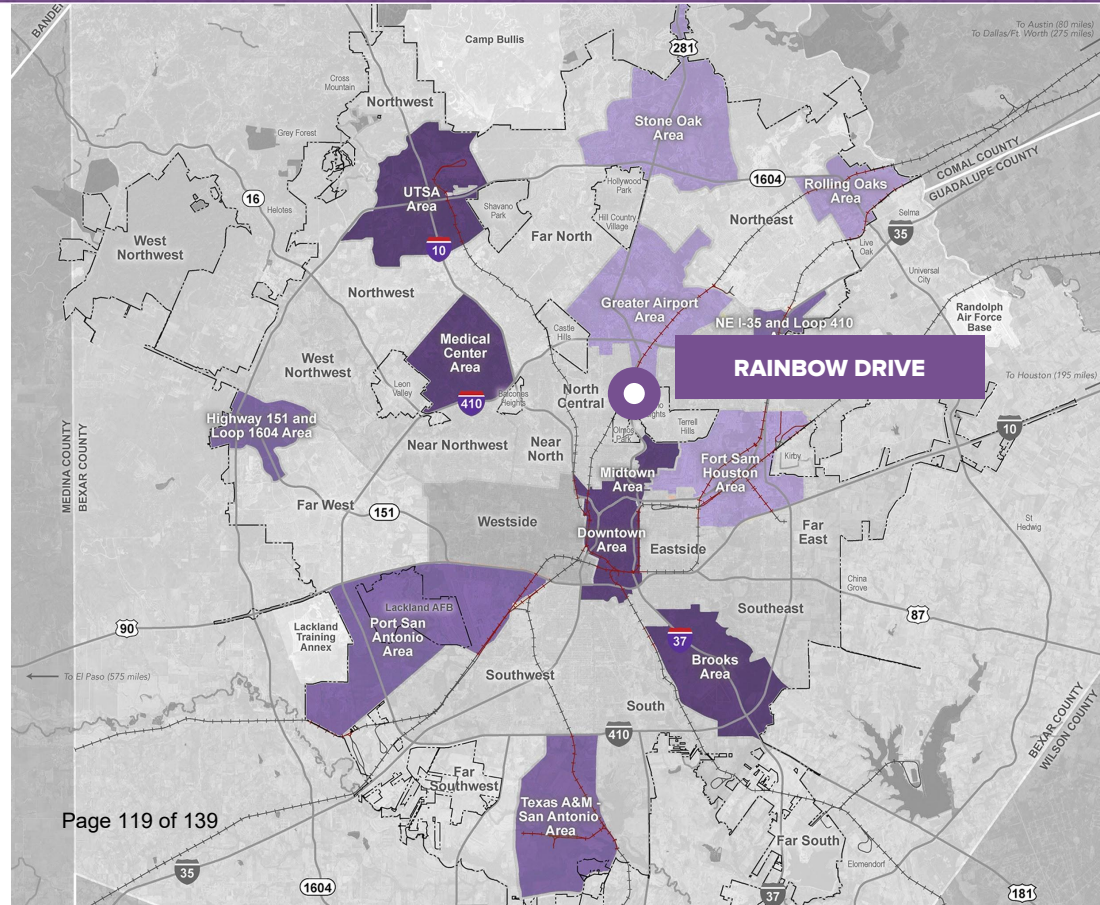 BANDE
Camp Bullis
281
To Austin (80 miles)
To Dallas/Ft. Worth (275 miles)
Cross
Mountain
Northwest
Stone Oak
Area
Grey Forest
COMAL COUNTY
GUADALUPE COUNTY
1604
Rolling Oaks
Area
Hollywood
Park
UTSA
Area
16
Helotes
Shavano
Park
Hill Country
Village
Northeast
Selma
35
West
Northwest
Far North
Live
Oak
10
Universal
City
Northwest
Greater Airport
Area
Randolph
Air Force
Base
NE I-35 and Loop 410
Castle
Hills
Medical
Center
Area
RAINBOW DRIVE
West
Northwest
To Houston (195 miles)
Leon
Valley
410
Balcones
Heights
North
Central
Olmos
Park
Terrell
Hills
Highway 151 and
Loop 1604 Area
10
Near Northwest
Near
North
Kirby
Fort Sam
Houston
Area
Midtown
Area
MEDINA COUNTY
BEXAR COUNTY
Far West
151
Westside
Downtown
Area
Eastside
Far
East
St
Hedwig
China
Grove
Lackland AFB
Port San
Antonio
Area
Lackland
Training
Annex
90
Southeast
87
37
Brooks
Area
To El Paso (575 miles)
Southwest
South
410
BEXAR COUNTY
WILSON COUNTY
Far
Southwest
Texas A&M -
San Antonio
Area
Page 119 of 139
Far South
Elomendorf
35
1604
37
181